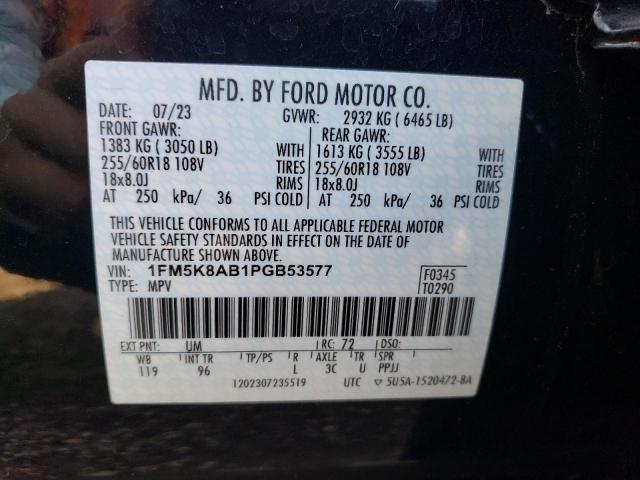 MFD. BY FORD MOTOR CO.
DATE: 07/23 GVWR: 2932 KG ( 6465 LB)
FRONT GAWR: REAR GAWR:
1383 KG ( 3050 LB) WITH 1613 KG ( 3555 LB) WITH
255/60R18 108V TIRES 255/60R18 108V TIRES
18x8.0J RIMS 18x8.0J RIMS
AT 250 kPa/ 36 PSI COLD AT 250 kPa/ 36 PSI COLD
THIS VEHICLE CONFORMS TO ALL APPLICABLE FEDERAL MOTOR
VEHICLE SAFETY STANDARDS IN EFFECT ON THE DATE OF
MANUFACTURE SHOWN ABOVE.
VIN: 1FM5K8AB1PGB53577 F0345
TYPE: MPV T0290
EXT PNT: UM RC: 72 DSO:
WB INT TR TP/PS R AXLE TR SPR
119 96 L 3C U PPJJ
1202307235519 UTC ▽ 5U5A-1520472-BA